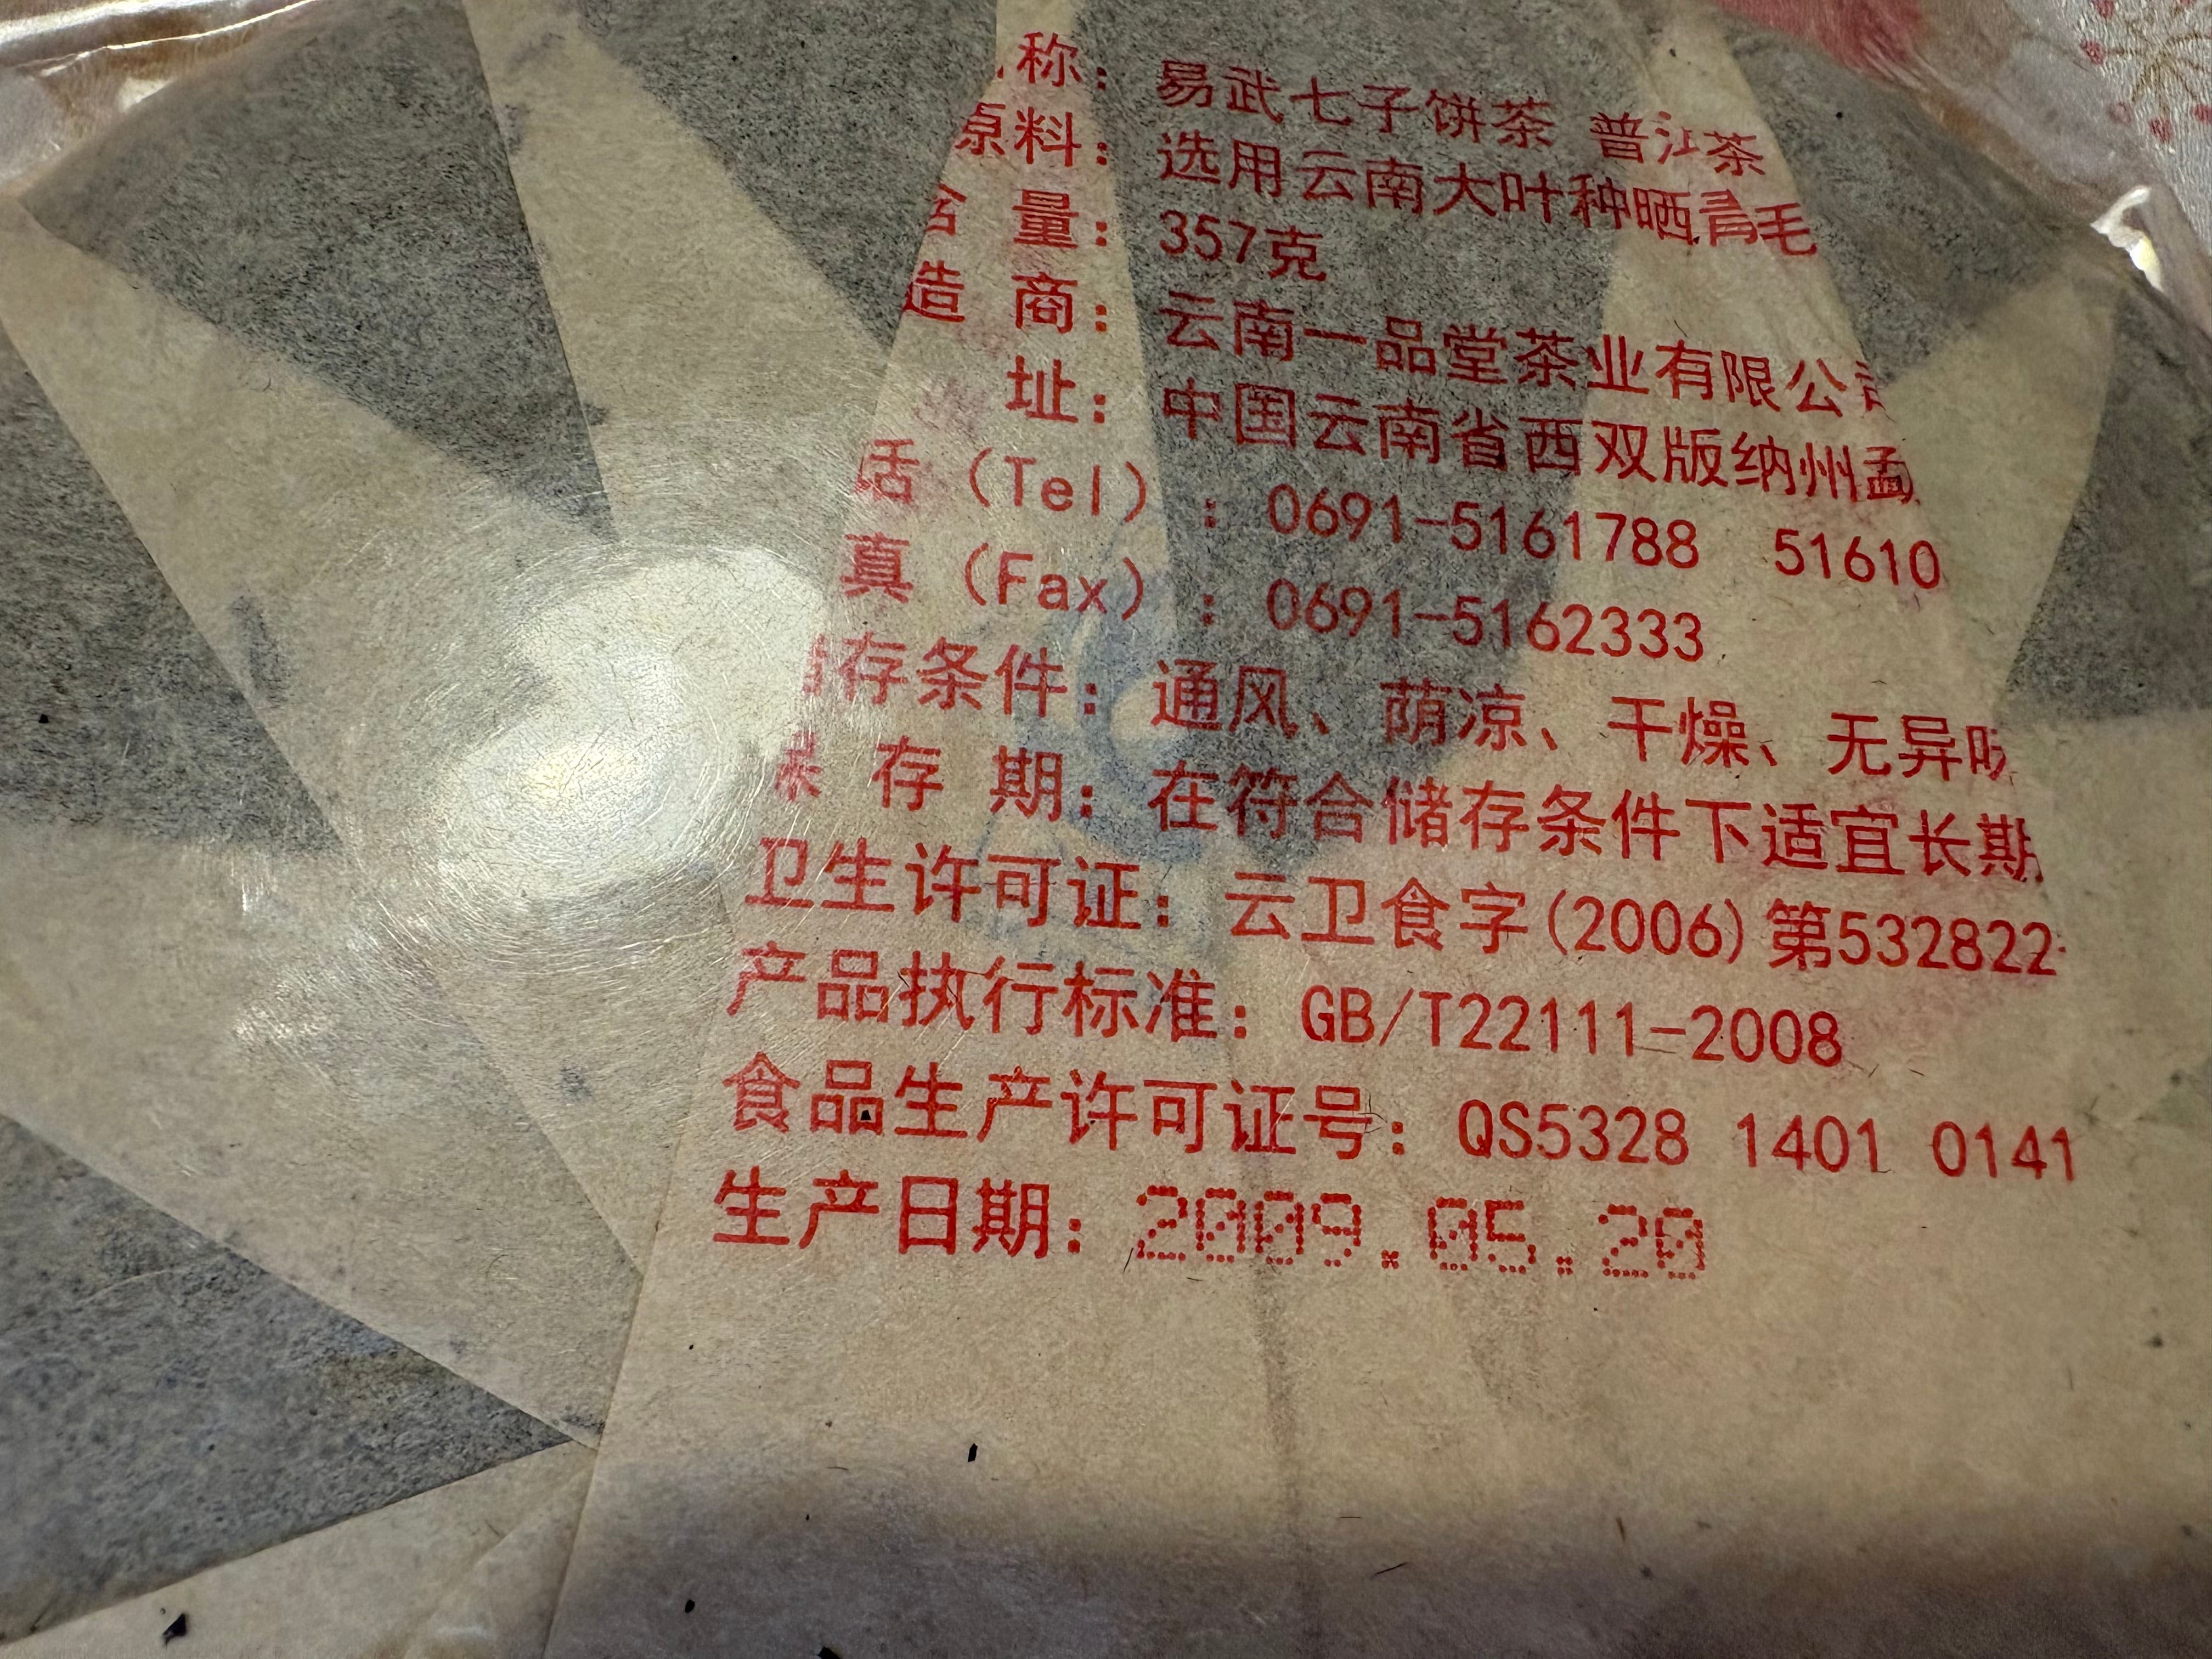 称：易武七子饼茶 普洱茶
原料：选用云南大叶种晒青毛
含 量：357克
造 商：云南一品堂茶业有限公司
址：中国云南省西双版纳州勐
话（Tel）：0691-5161788 51610
真（Fax）：0691-5162333
存条件：通风、荫凉、干燥、无异味
保 存 期：在符合储存条件下适宜长期
卫生许可证：云卫食字(2006)第532822
产品执行标准：GB/T22111-2008
食品生产许可证号：QS5328 1401 0141
生产日期：2009.05.20